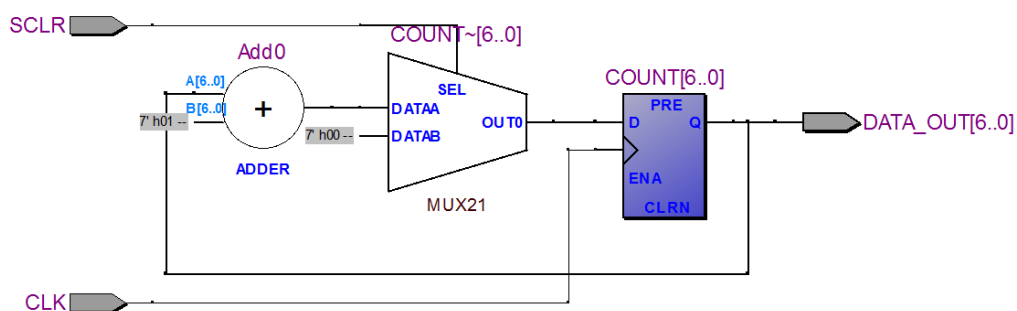 SCLR
COUNT~[6..0]
Add0
A[6..0]
SEL
COUNT[6..0]
B[6..0]
+
DATAA
PRE
7' h01 --
OUT0
D
Q
DATA_OUT[6..0]
7' h00 --
DATAB
ADDER
ENA
MUX21
CLRN
CLK